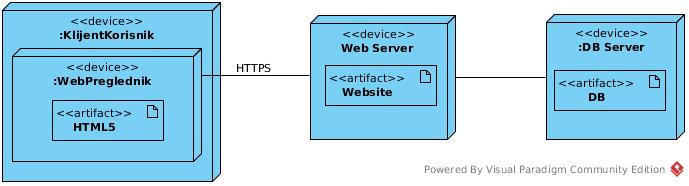 <<device>>
:KlijentKorisnik
<<device>>
:WebPreglednik
<<artifact>>
HTML5
HTTPS
<<device>>
Web Server
<<artifact>>
Website
<<device>>
:DB Server
<<artifact>>
DB
Powered By Visual Paradigm Community Edition